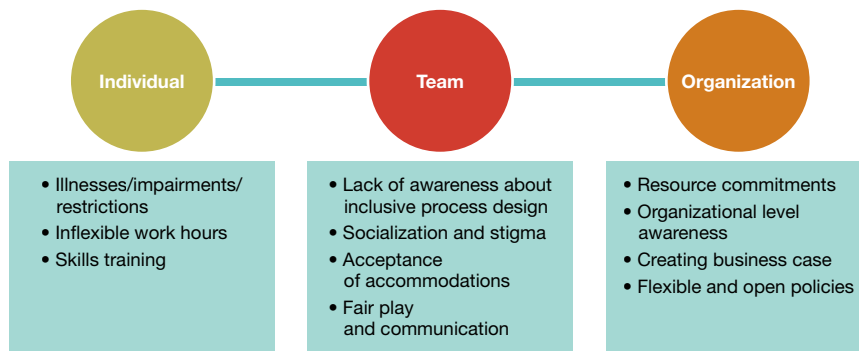 Individual
Team
Organization
• Illnesses/impairments/
restrictions
• Inflexible work hours
• Skills training
• Lack of awareness about
inclusive process design
• Socialization and stigma
• Acceptance
of accommodations
• Fair play
and communication
• Resource commitments
• Organizational level
awareness
• Creating business case
• Flexible and open policies